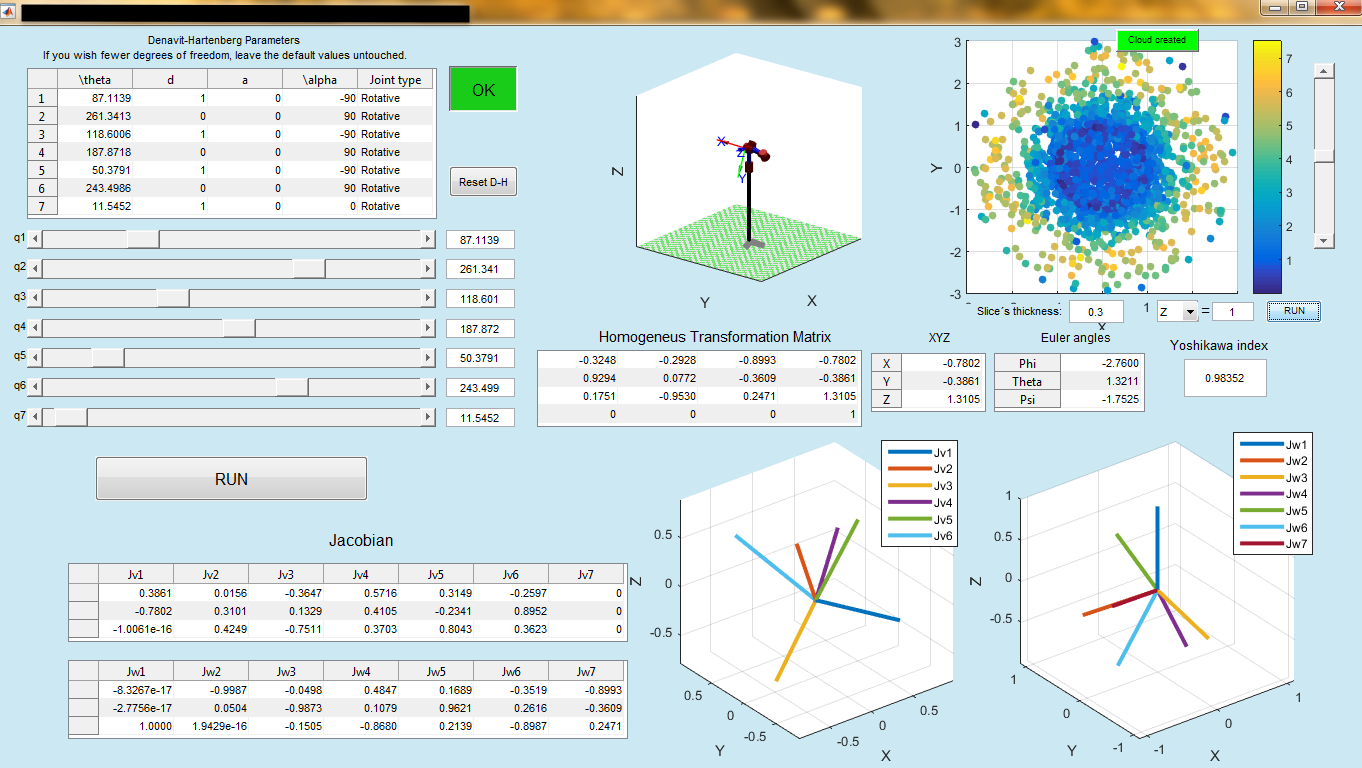 Denavit-Hartenberg Parameters
If you wish fewer degrees of freedom, leave the default values untouched.
\theta d a \alpha Joint type
1 87.1139 1 0 -90 Rotative
2 261.3413 0 0 90 Rotative
3 118.6006 1 0 -90 Rotative
4 187.8718 0 0 90 Rotative
5 50.3791 1 0 -90 Rotative
6 243.4986 0 0 90 Rotative
7 11.5452 1 0 0 Rotative
OK
Reset D-H
q1 87.1139
q2 261.341
q3 118.601
q4 187.872
q5 50.3791
q6 243.499
q7 11.5452
RUN
Z
X
Z
Y
Y
X
Cloud created
3
2
1
0
-1
-2
-3
Y
1
X
7
6
5
4
3
2
1
Slice´s thickness: 0.3 Z = 1 RUN
Homogeneus Transformation Matrix
-0.3248 -0.2928 -0.8993 -0.7802
0.9294 0.0772 -0.3609 -0.3861
0.1751 -0.9530 0.2471 1.3105
0 0 0 1
XYZ
X -0.7802
Y -0.3861
Z 1.3105
Euler angles
Phi -2.7600
Theta 1.3211
Psi -1.7525
Yoshikawa index
0.98352
Jacobian
Jv1 Jv2 Jv3 Jv4 Jv5 Jv6 Jv7
0.3861 0.0156 -0.3647 0.5716 0.3149 -0.2597 0
-0.7802 0.3101 0.1329 0.4105 -0.2341 0.8952 0
-1.0061e-16 0.4249 -0.7511 0.3703 0.8043 0.3623 0
Jw1 Jw2 Jw3 Jw4 Jw5 Jw6 Jw7
-8.3267e-17 -0.9987 -0.0498 0.4847 0.1689 -0.3519 -0.8993
-2.7756e-17 0.0504 -0.9873 0.1079 0.9621 0.2616 -0.3609
1.0000 1.9429e-16 -0.1505 -0.8680 0.2139 -0.8987 0.2471
Jv1
Jv2
Jv3
Jv4
Jv5
Jv6
0.5
0
-0.5
Z
0.5
0
-0.5
Y
-0.5
0
0.5
X
Jw1
Jw2
Jw3
Jw4
Jw5
Jw6
Jw7
1
0.5
0
-0.5
Z
1
0
-1
Y
-1
0
1
X